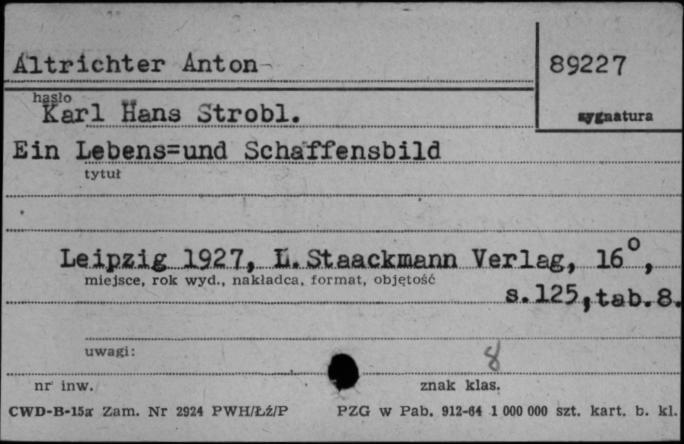 Altrichter Anton
89227
hasło
Karl Hans Strobl.
sygnatura
Ein Lebens=und Schaffensbild
tytuł
Leipzig 1927, L.Staackmann Verlag, 16°,
miejsce, rok wyd., nakładca, format, objętość
s.125,tab.8.
uwagi:
8
nr inw.
znak klas.
CWD-B-15a Zam. Nr 2924 PWH/Łź/P
PZG w Pab. 912-64 1 000 000 szt. kart. b. kl.